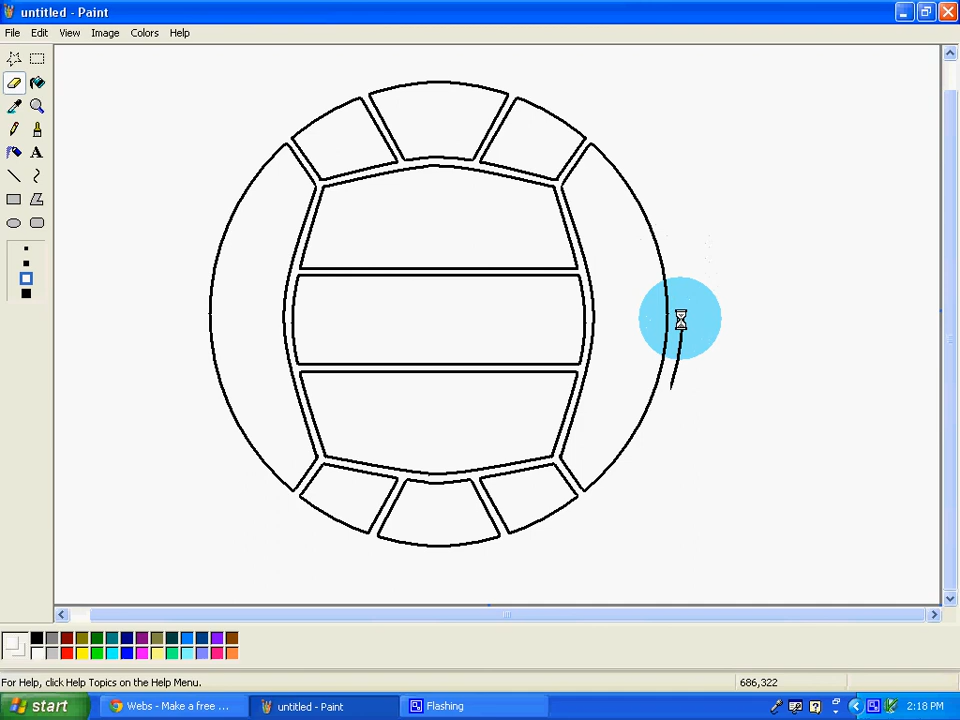 untitled - Paint
File Edit View Image Colors Help
A
For Help, click Help Topics on the Help Menu.
686,322
start
Webs - Make a free ...
untitled - Paint
Flashing
2:18 PM